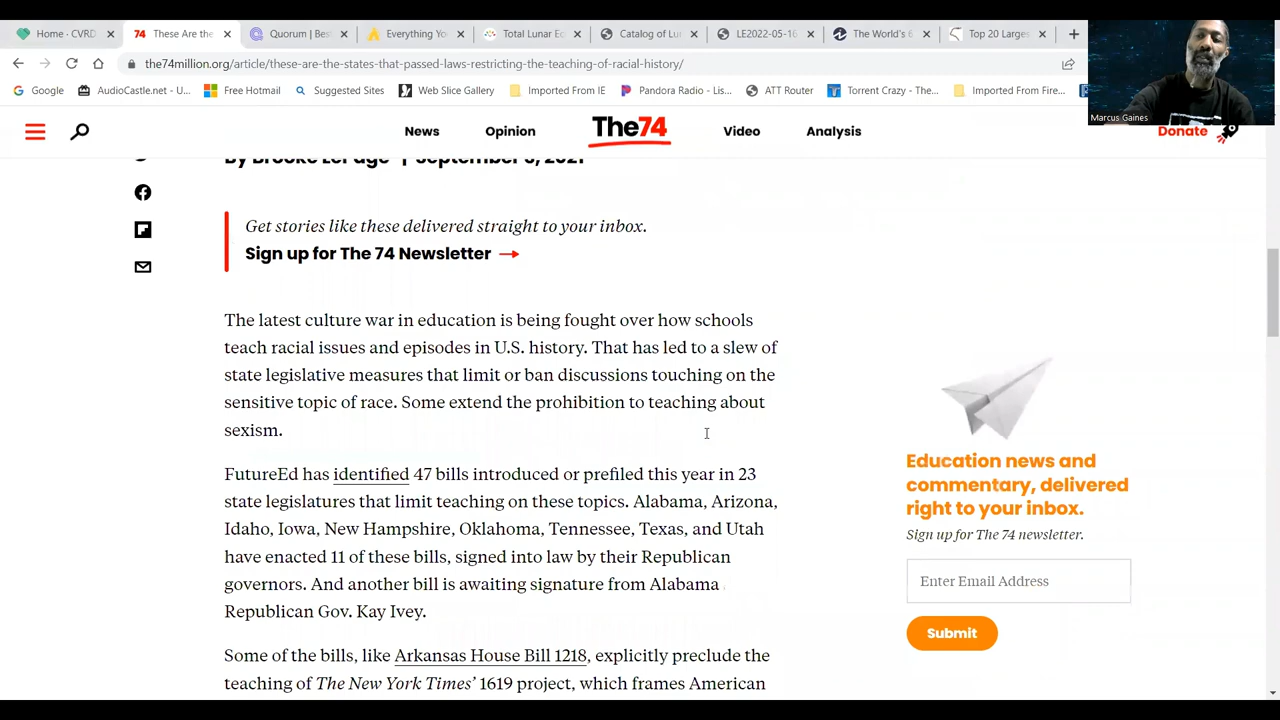 Home · CVRD
74 These Are the
Quorum | Bes
Everything Yo
Total Lunar Ec
Catalog of Lu
LE2022-05-16
The World's 6
Top 20 Larges
the74million.org/article/these-are-the-states-that-passed-laws-restricting-the-teaching-of-racial-history/
Google
AudioCastle.net - U...
Free Hotmail
Suggested Sites
Web Slice Gallery
Imported From IE
Pandora Radio - Lis...
ATT Router
Torrent Crazy - The...
Imported From Fire...
Marcus Gaines
News
Opinion
The74
Video
Analysis
Donate
Get stories like these delivered straight to your inbox.
Sign up for The 74 Newsletter →
The latest culture war in education is being fought over how schools
teach racial issues and episodes in U.S. history. That has led to a slew of
state legislative measures that limit or ban discussions touching on the
sensitive topic of race. Some extend the prohibition to teaching about
sexism.
FutureEd has identified 47 bills introduced or prefiled this year in 23
state legislatures that limit teaching on these topics. Alabama, Arizona,
Idaho, Iowa, New Hampshire, Oklahoma, Tennessee, Texas, and Utah
have enacted 11 of these bills, signed into law by their Republican
governors. And another bill is awaiting signature from Alabama
Republican Gov. Kay Ivey.
Some of the bills, like Arkansas House Bill 1218, explicitly preclude the
teaching of The New York Times' 1619 project, which frames American
Education news and
commentary, delivered
right to your inbox.
Sign up for The 74 newsletter.
Enter Email Address
Submit